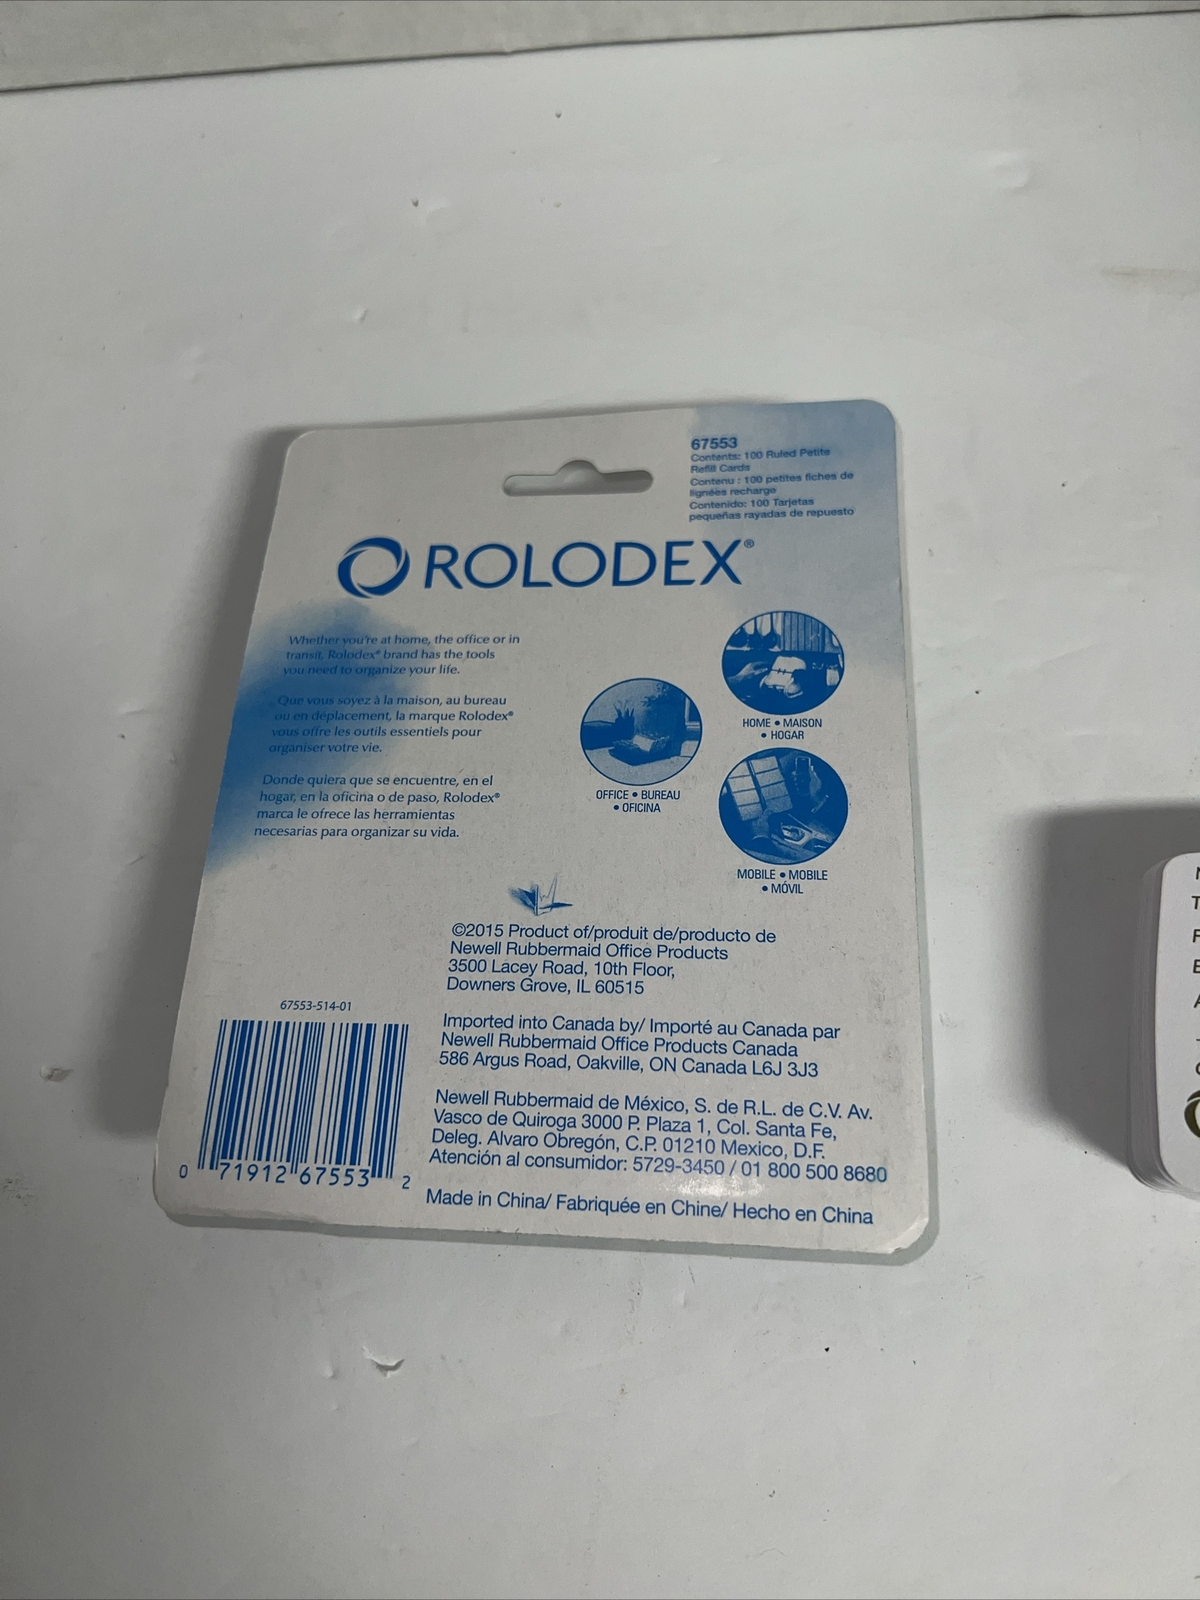 67553
Contents: 100 Ruled Petite
Refill Cards
Contenu : 100 petites fiches de
lignées recharge
Contenido: 100 Tarjetas
pequeñas rayadas de repuesto
ROLODEX®
Whether you're at home, the office or in
transit, Rolodex® brand has the tools
you need to organize your life.
Que vous soyez à la maison, au bureau
ou en déplacement, la marque Rolodex®
vous offre les outils essentiels pour
organiser votre vie.
Donde quiera que se encuentre, en el
hogar, en la oficina o de paso, Rolodex®
marca le ofrece las herramientas
necesarias para organizar su vida.
HOME • MAISON
• HOGAR
OFFICE • BUREAU
• OFICINA
MOBILE • MOBILE
• MÓVIL
©2015 Product of/produit de/producto de
Newell Rubbermaid Office Products
3500 Lacey Road, 10th Floor,
Downers Grove, IL 60515
Imported into Canada by/ Importé au Canada par
Newell Rubbermaid Office Products Canada
586 Argus Road, Oakville, ON Canada L6J 3J3
Newell Rubbermaid de México, S. de R.L. de C.V. Av.
Vasco de Quiroga 3000 P. Plaza 1, Col. Santa Fe,
Deleg. Alvaro Obregón, C.P. 01210 Mexico, D.F.
Atención al consumidor: 5729-3450 / 01 800 500 8680
Made in China/ Fabriquée en Chine/ Hecho en China
67553-514-01
0 71912 67553 2